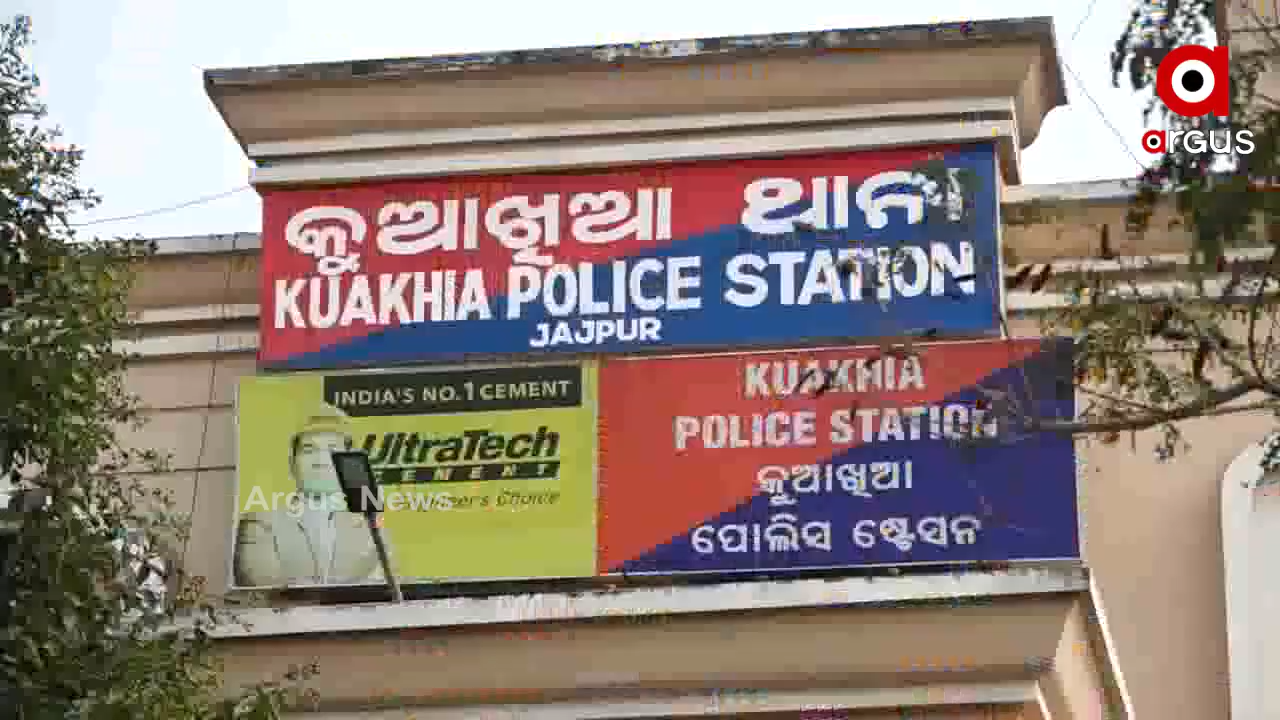 argus
କୁଆଖିଆ ଥାନା
KUAKHIA POLICE STATION
JAJPUR
INDIA'S NO.1 CEMENT
UltraTech
CEMENT
Choice
Argus News
KUAKHIA
POLICE STATION
କୁଆଖିଆ
ପୋଲିସ ଷ୍ଟେସନ